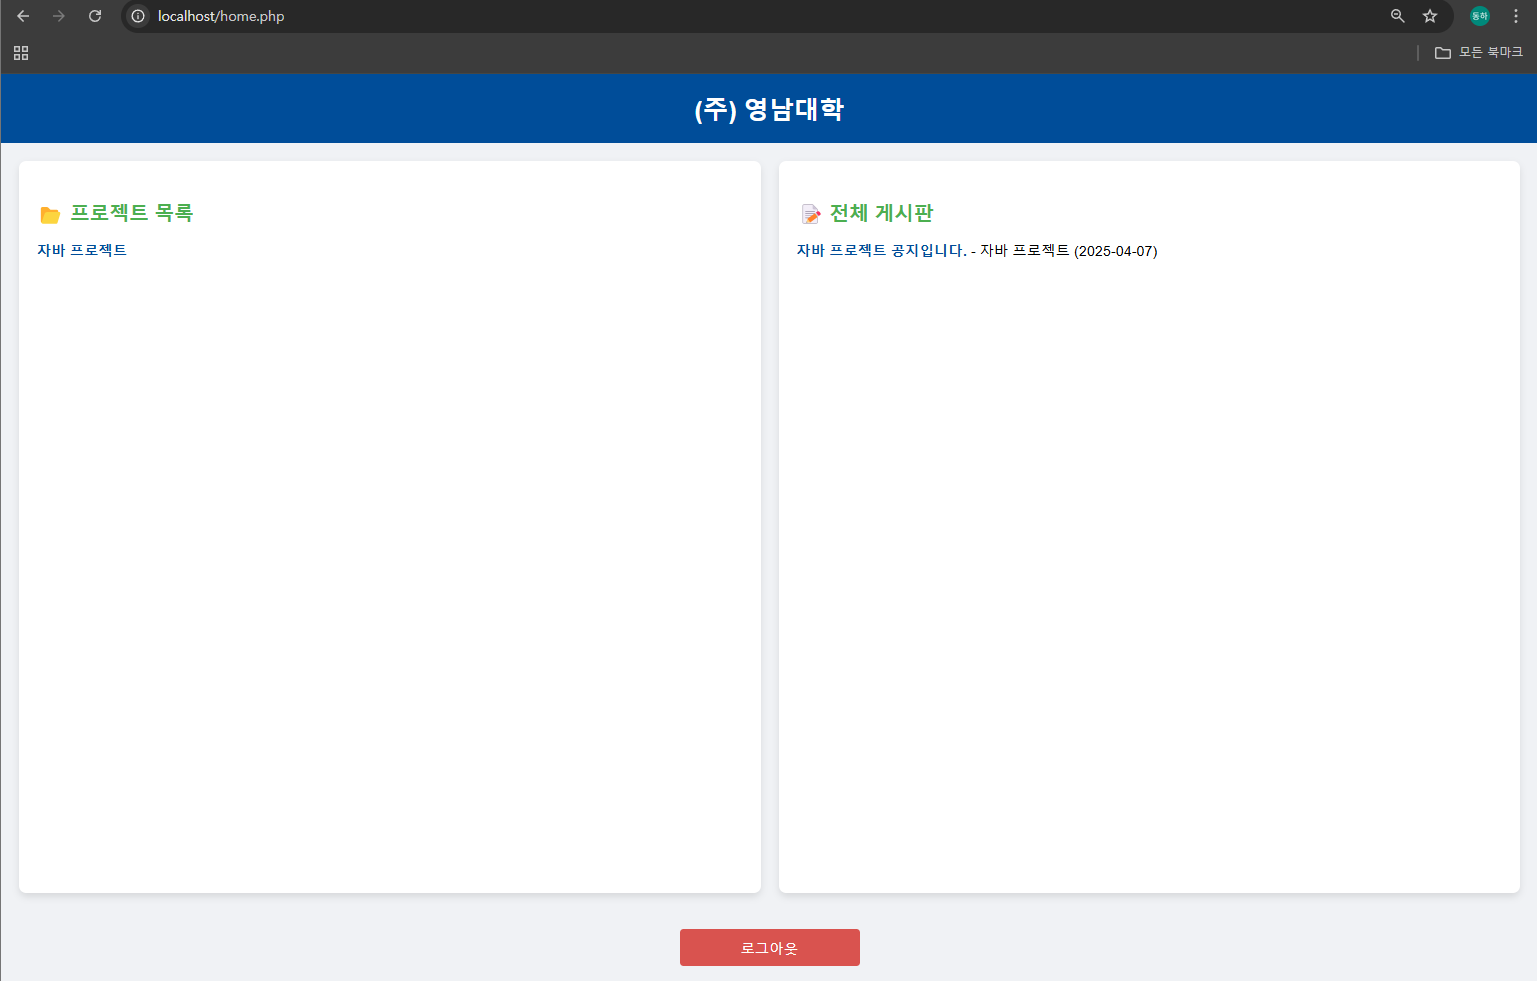 localhost/home.php
동하
모든 북마크
(주) 영남대학
프로젝트 목록
자바 프로젝트
전체 게시판
자바 프로젝트 공지입니다. - 자바 프로젝트 (2025-04-07)
로그아웃